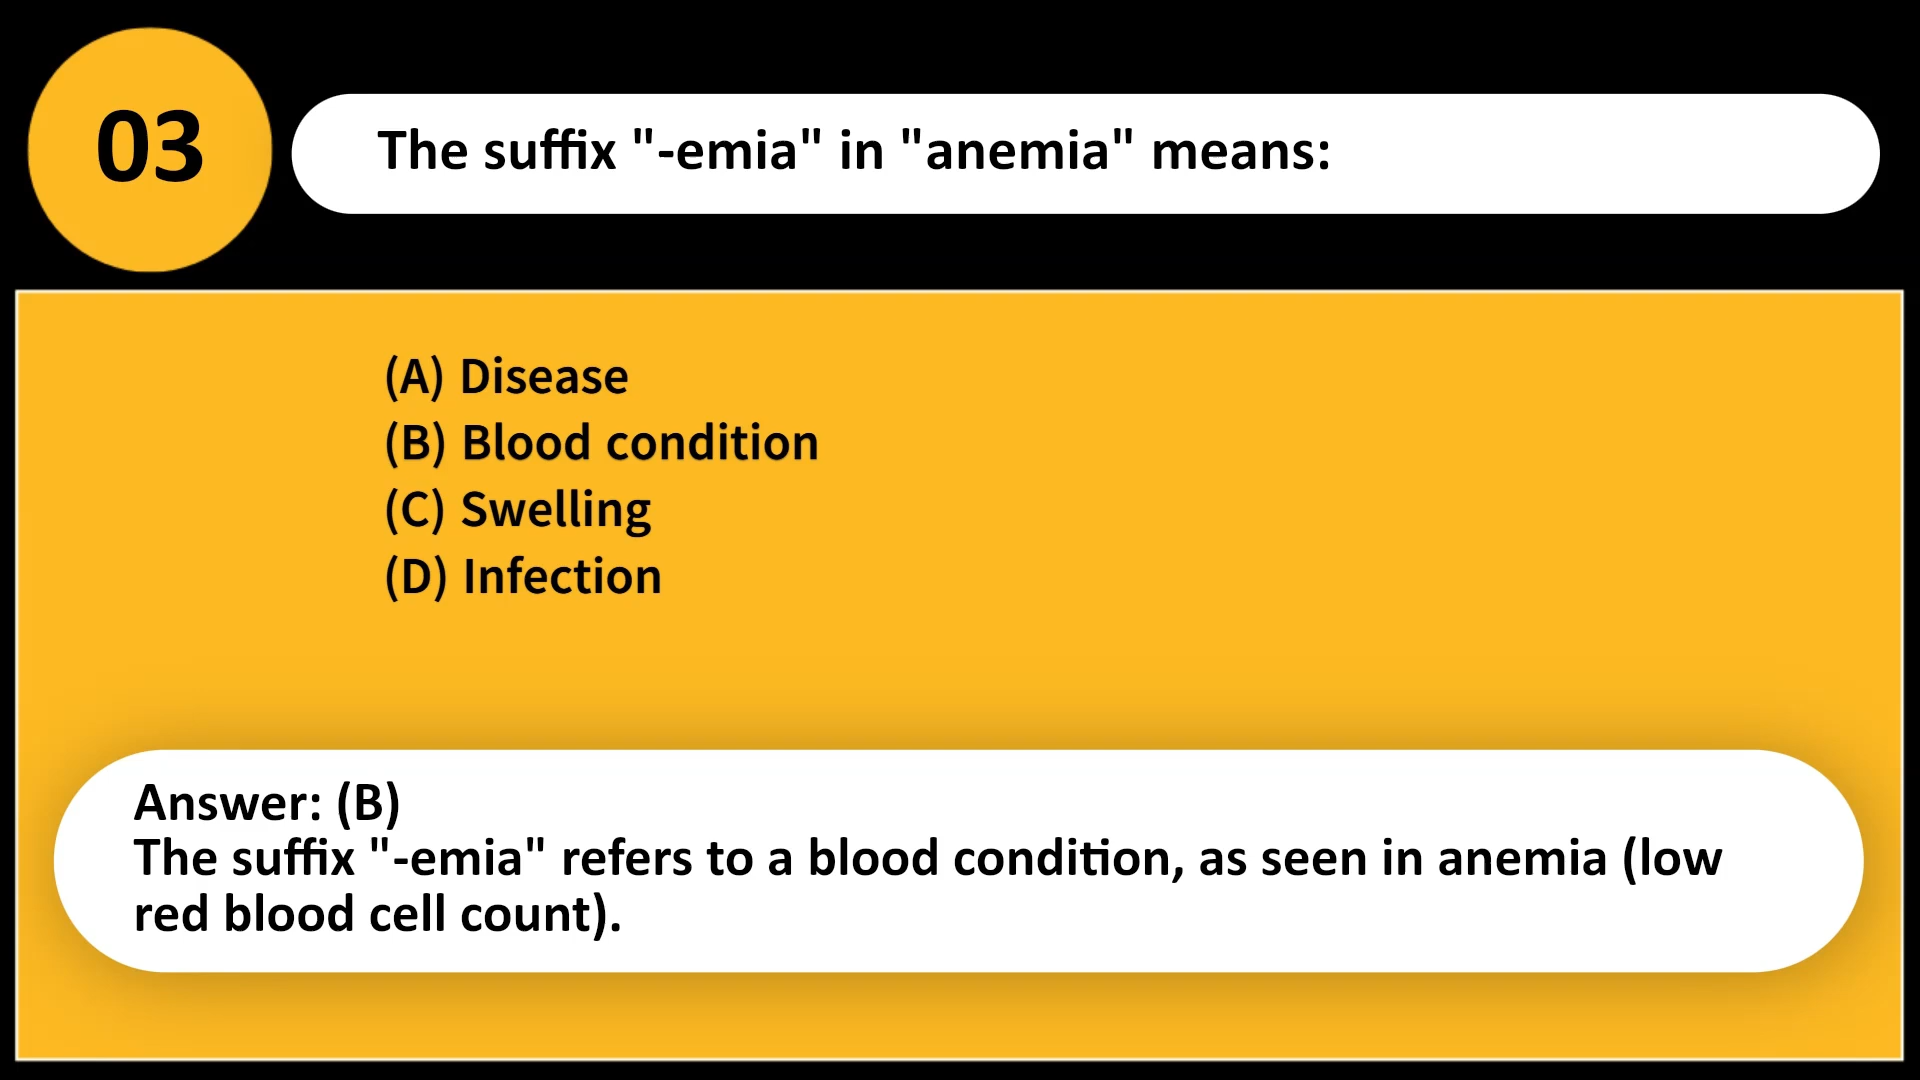 03
The suffix "-emia" in "anemia" means:
(A) Disease
(B) Blood condition
(C) Swelling
(D) Infection
Answer: (B)
The suffix "-emia" refers to a blood condition, as seen in anemia (low
red blood cell count).